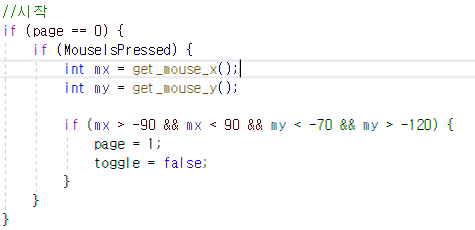 //시작
if (page == 0) {
    if (MouseIsPressed) {
        int mx = get_mouse_x();
        int my = get_mouse_y();

        if (mx > -90 && mx < 90 && my < -70 && my > -120) {
            page = 1;
            toggle = false;
        }
    }
}